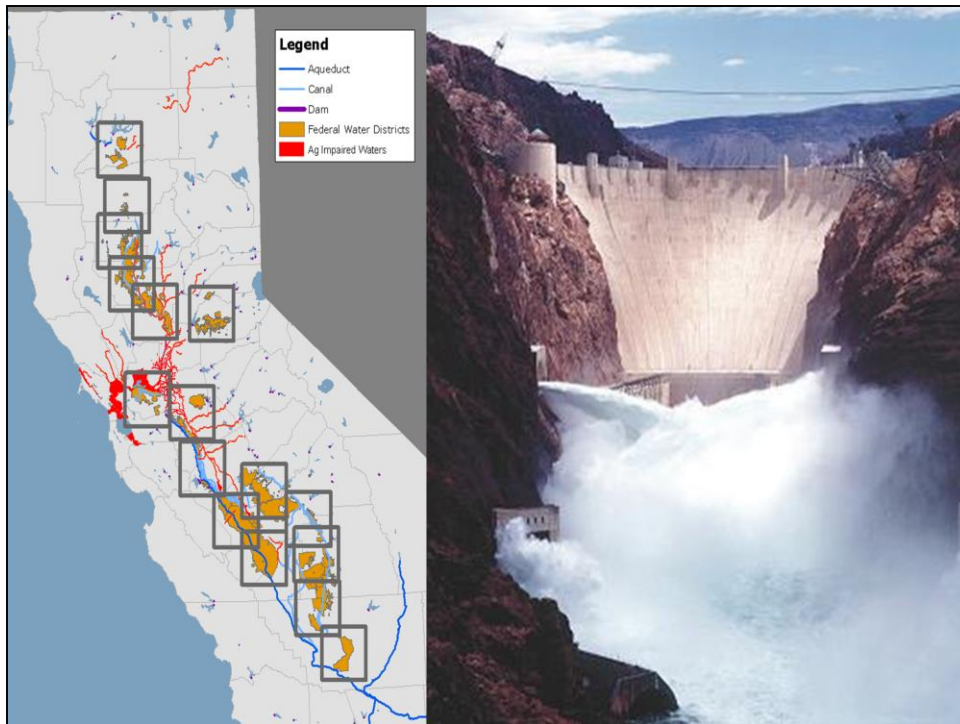 Legend
Aqueduct
Canal
Dam
Federal Water Districts
Ag Impaired Waters